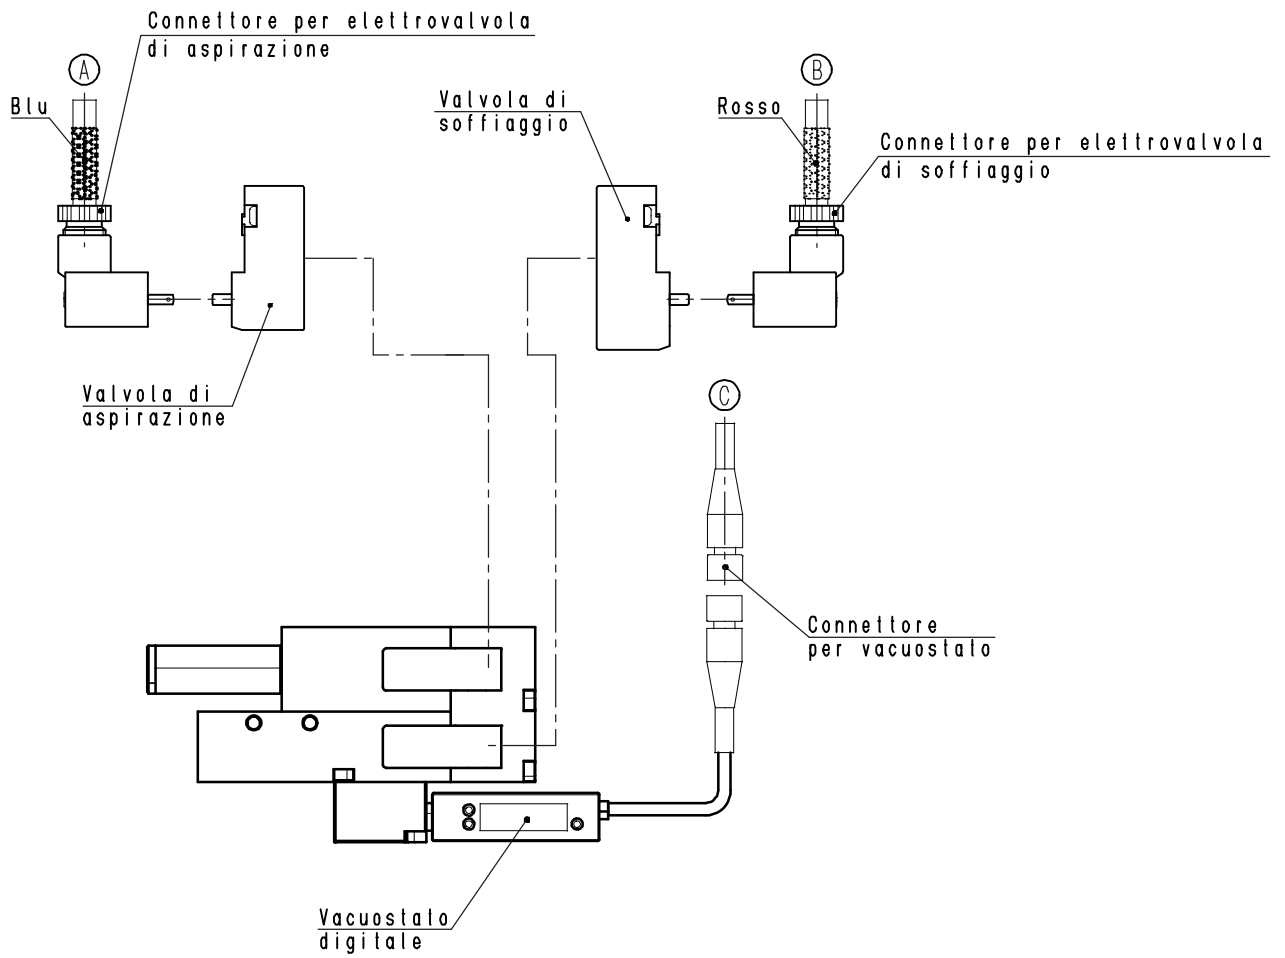 Connettore per elettrovalvola
di aspirazione
A
B
Blu
Valvola di
soffiaggio
Rosso
Connettore per elettrovalvola
di soffiaggio
Valvola di
aspirazione
C
Connettore
per vacuostato
Vacuostato
digitale